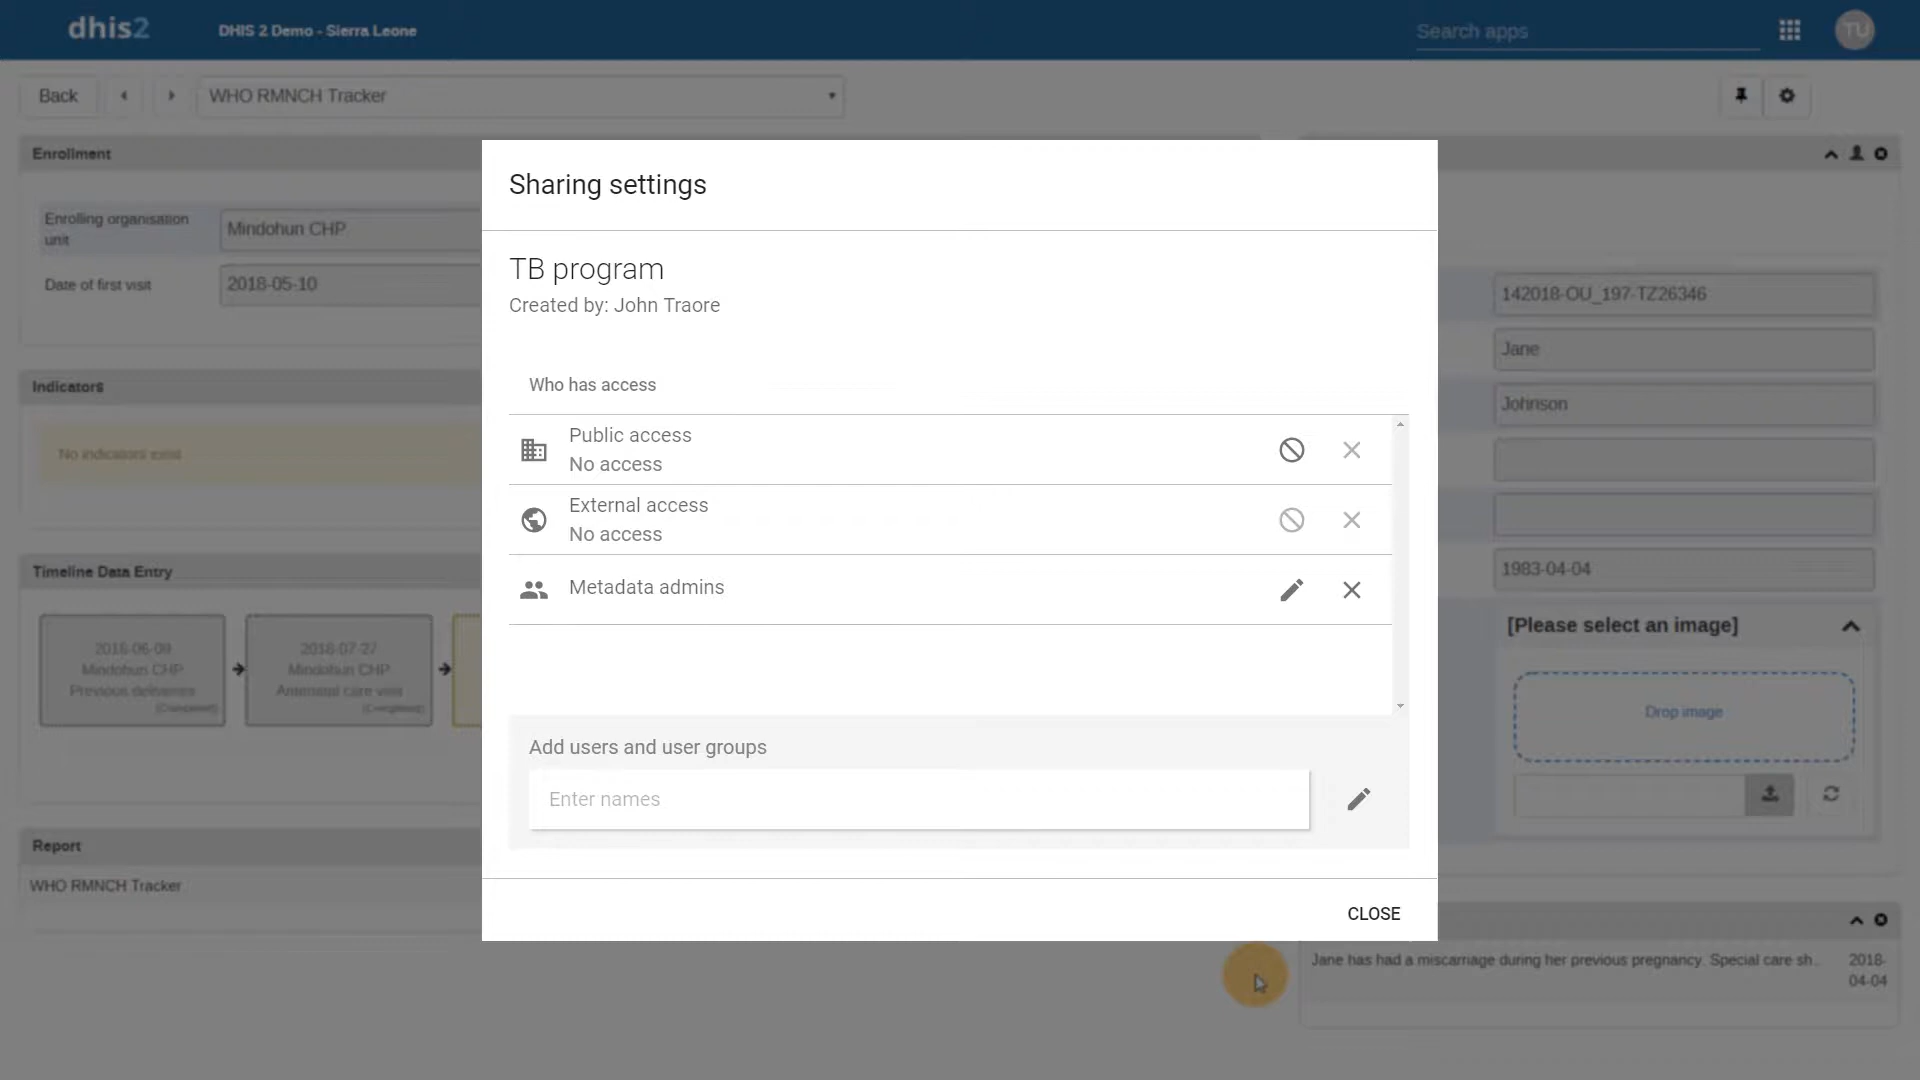 dhis2
DHIS 2 Demo - Sierra Leone
Search apps
TU
Back
WHO RMNCH Tracker
Enrollment
Enrolling organisation
unit
Mindohun CHP
Date of first visit
2018-05-10
Indicators
No indicators exist
Timeline Data Entry
2018-06-09
Mindohun CHP
Previous deliveries
(Completed)
2018-07-27
Mindohun CHP
Antenatal care visit
(Completed)
Report
WHO RMNCH Tracker
Sharing settings
TB program
Created by: John Traore
Who has access
Public access
No access
External access
No access
Metadata admins
Add users and user groups
Enter names
CLOSE
142018-OU_197-TZ26346
Jane
Johnson
1983-04-04
[Please select an image]
Drop image
Jane has had a miscarriage during her previous pregnancy. Special care sh...
2018-
04-04